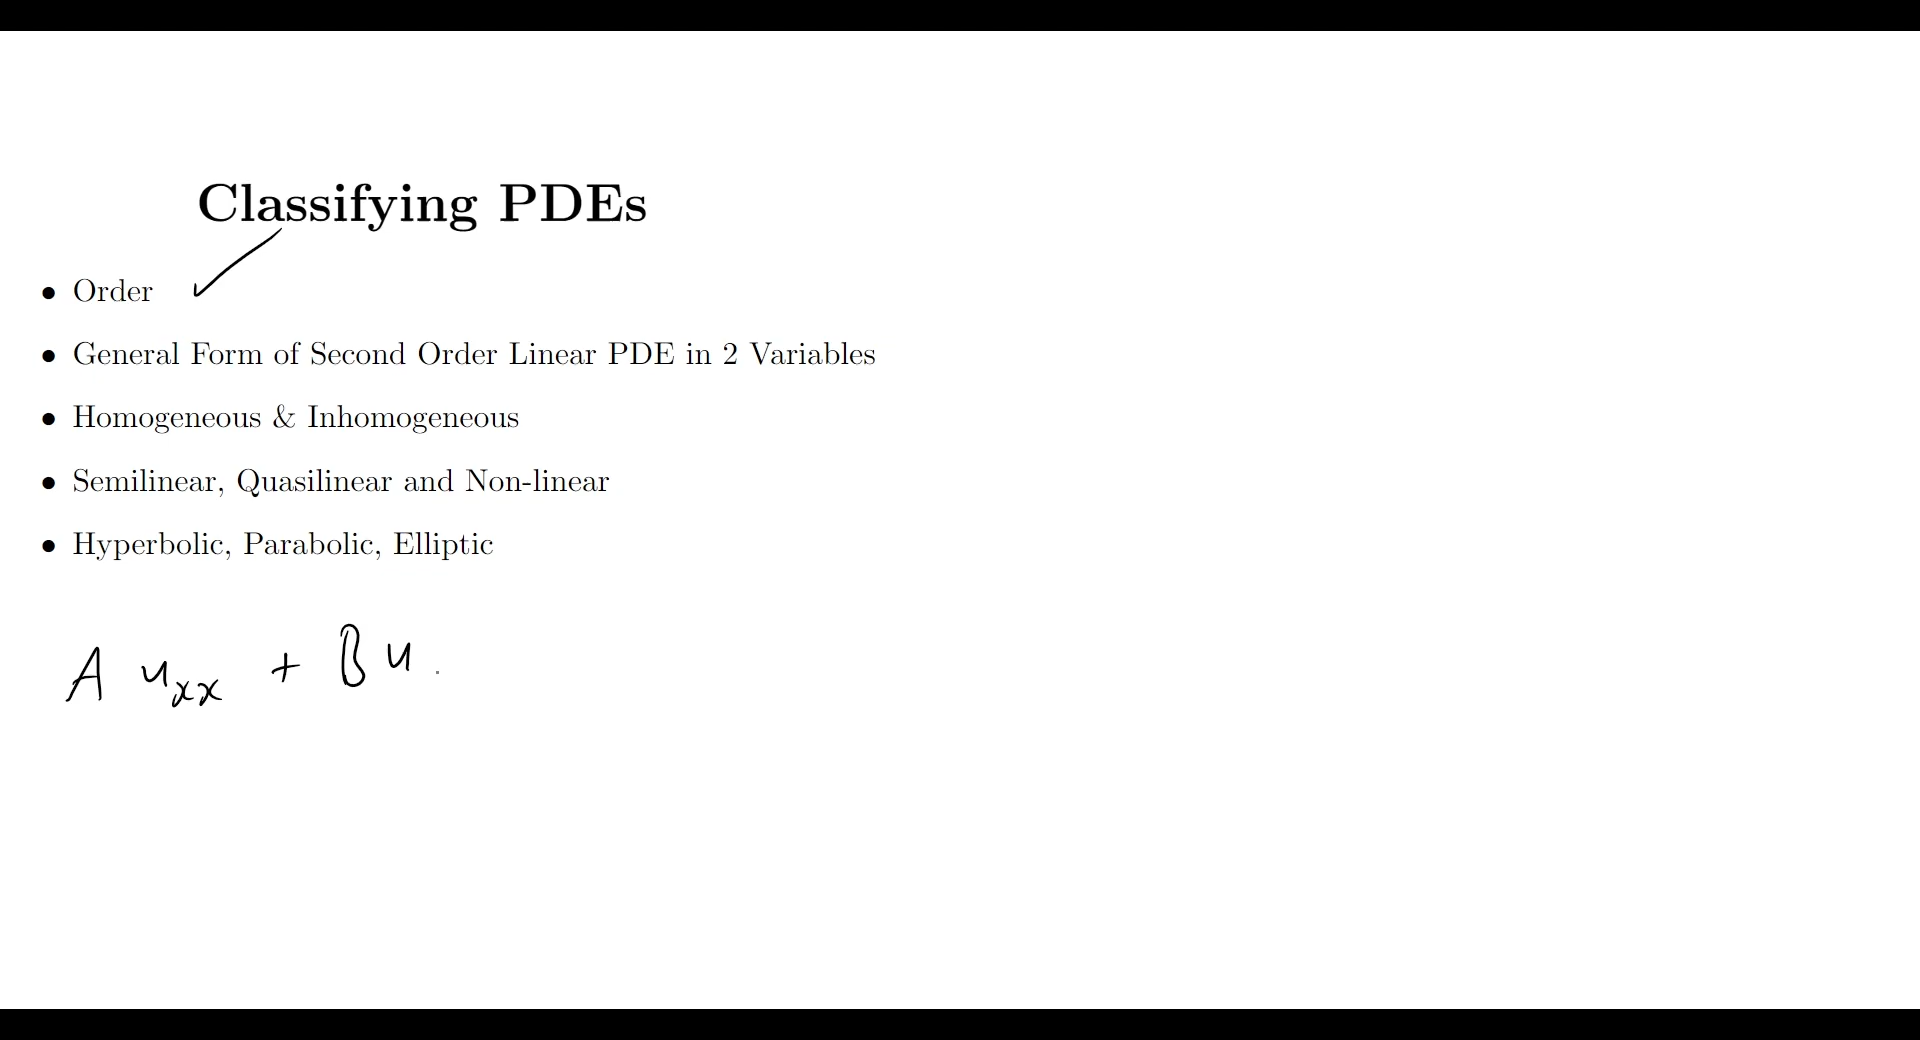 Classifying PDEs
• Order ✓
• General Form of Second Order Linear PDE in 2 Variables
• Homogeneous & Inhomogeneous
• Semilinear, Quasilinear and Non-linear
• Hyperbolic, Parabolic, Elliptic
A u_xx + B u